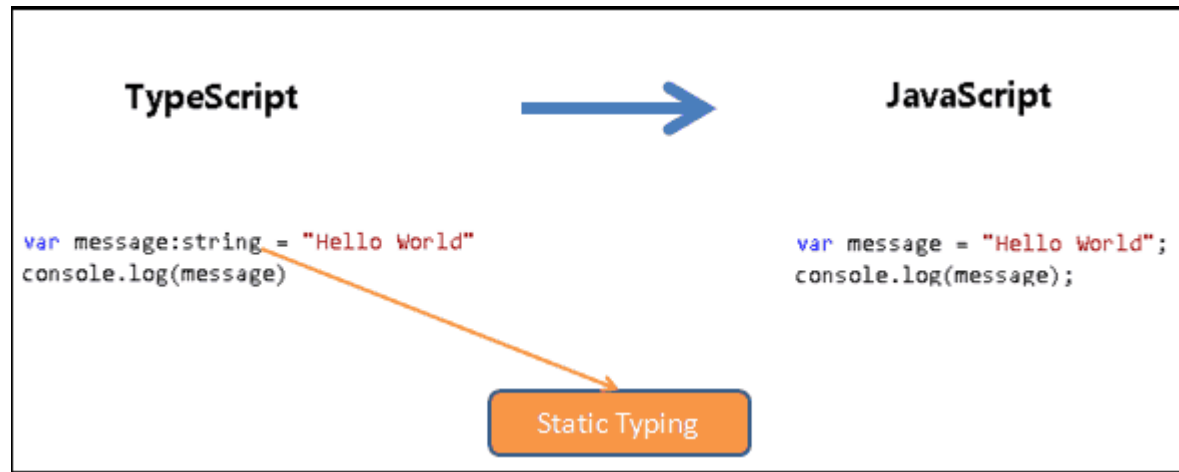 TypeScript
JavaScript
var message:string = "Hello World"
console.log(message)
var message = "Hello World";
console.log(message);
Static Typing